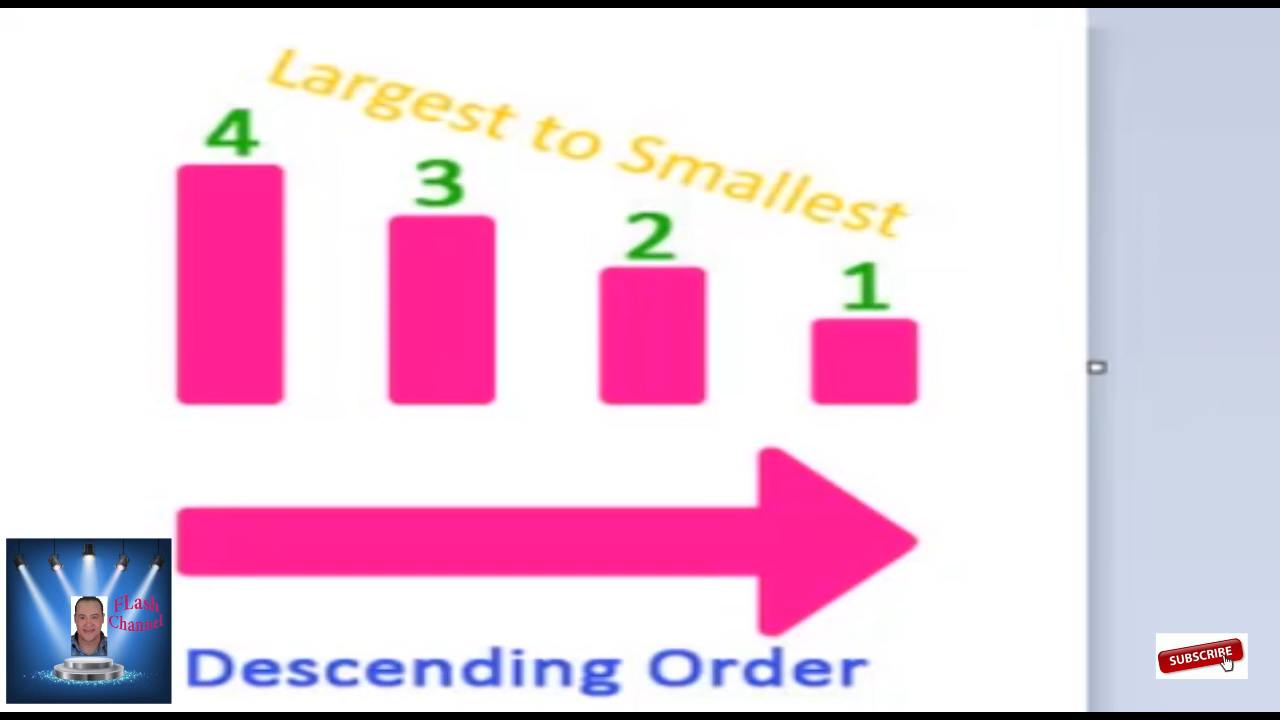 Largest to Smallest
4
3
2
1
FLash
Channel
Descending Order
SUBSCRIBE